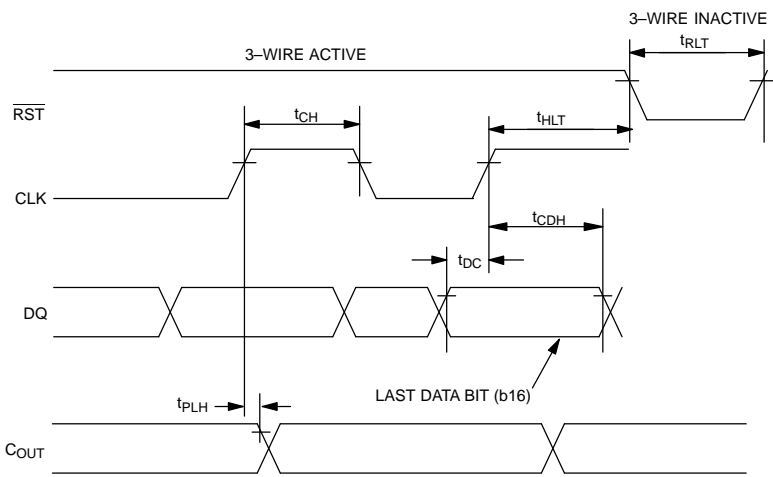 3–WIRE INACTIVE
3–WIRE ACTIVE
tRLT
RST
tCH
tHLT
CLK
tCDH
tDC
DQ
LAST DATA BIT (b16)
tPLH
COUT